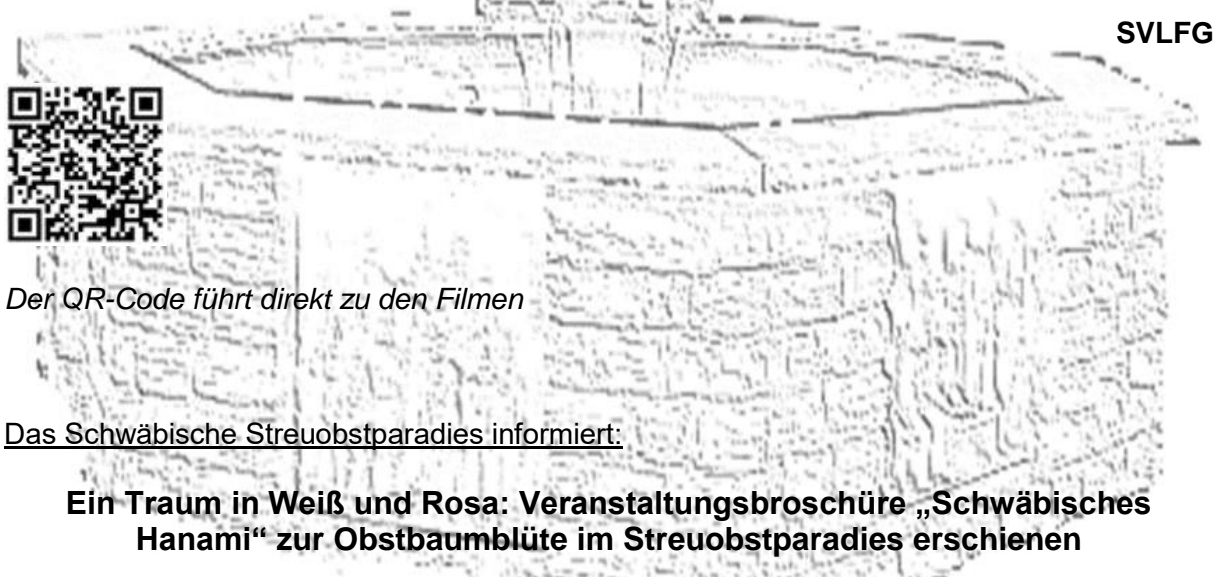 SVLFG
Der QR-Code führt direkt zu den Filmen
Das Schwäbische Streuobstparadies informiert:
Ein Traum in Weiß und Rosa: Veranstaltungsbroschüre „Schwäbisches
Hanami“ zur Obstbaumblüte im Streuobstparadies erschienen